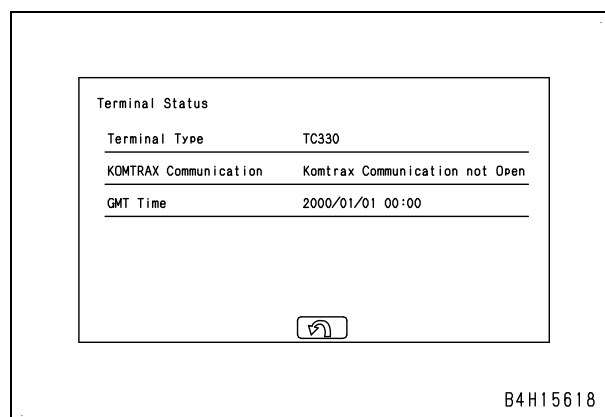 Terminal Status
Terminal Type TC330
KOMTRAX Communication Komtrax Communication not Open
GMT Time 2000/01/01 00:00
B4H15618